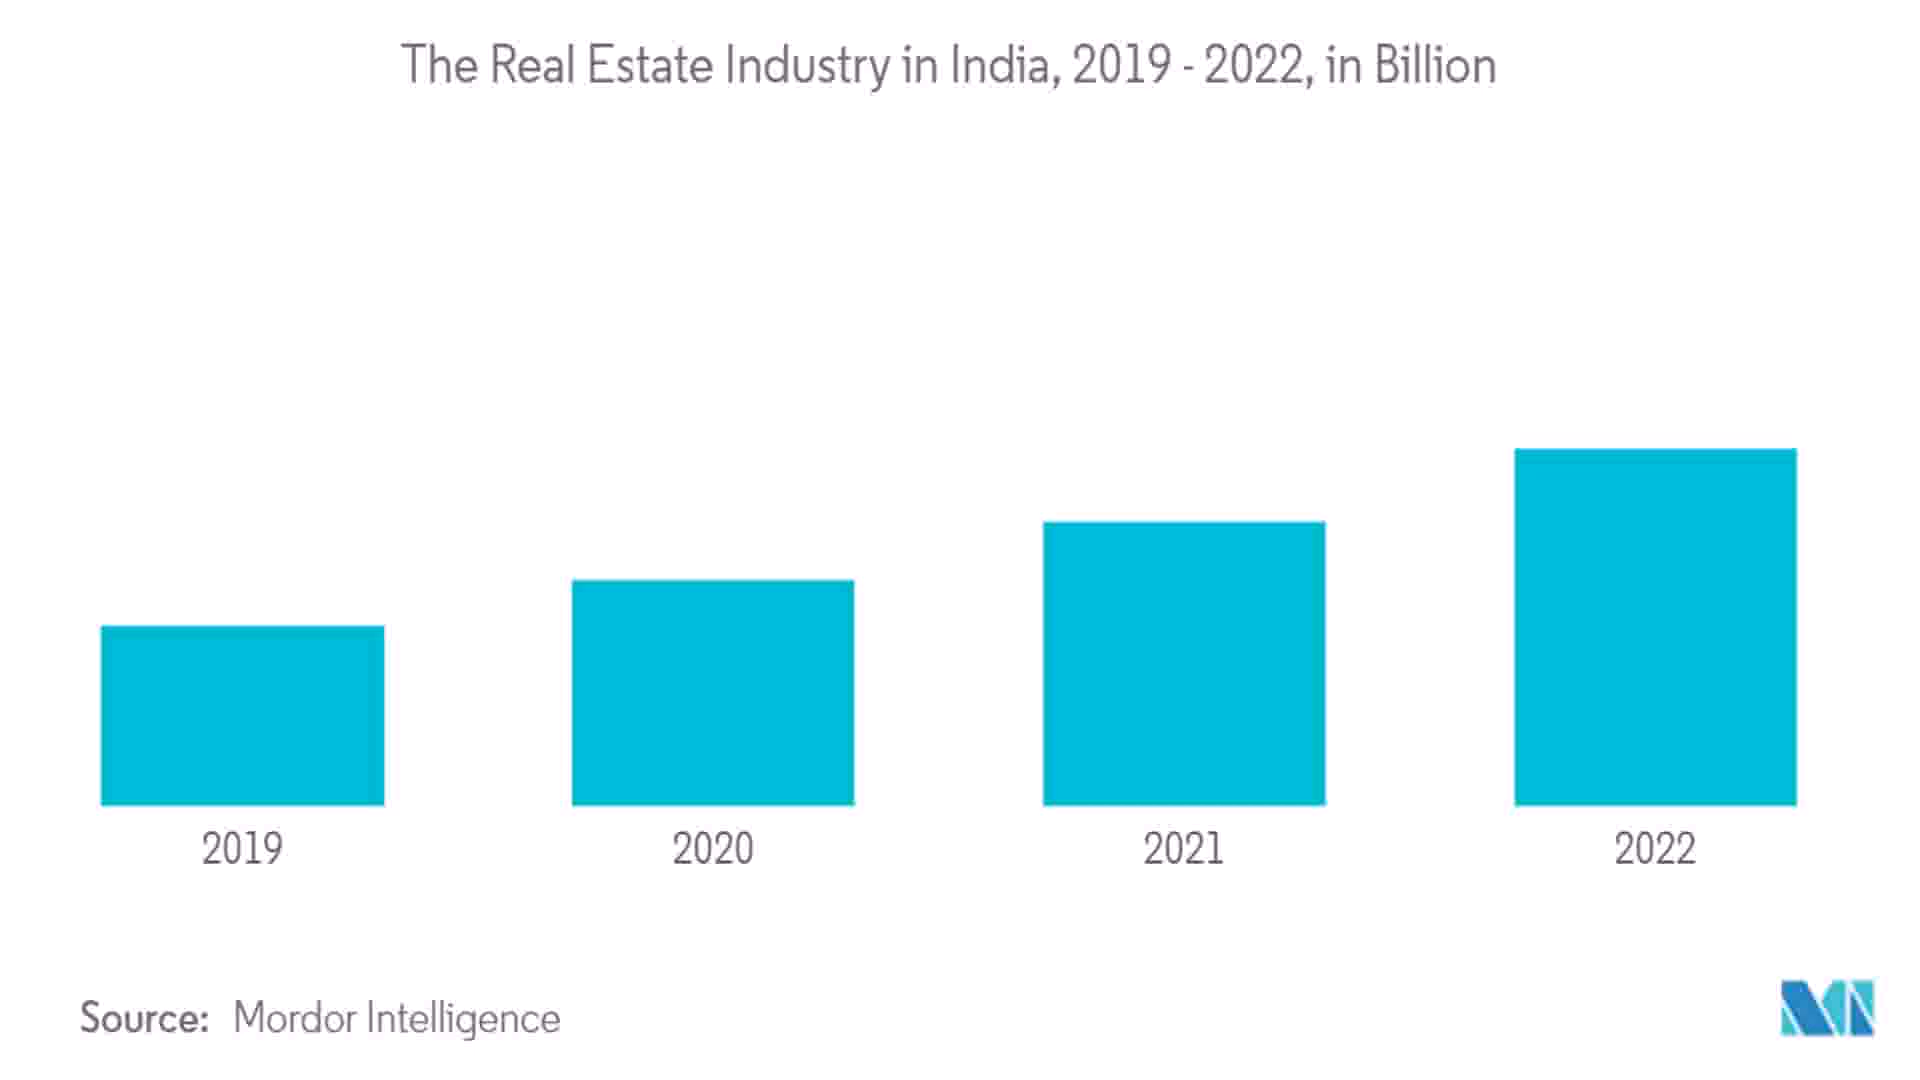 The Real Estate Industry in India, 2019 - 2022, in Billion
2019
2020
2021
2022
Source: Mordor Intelligence